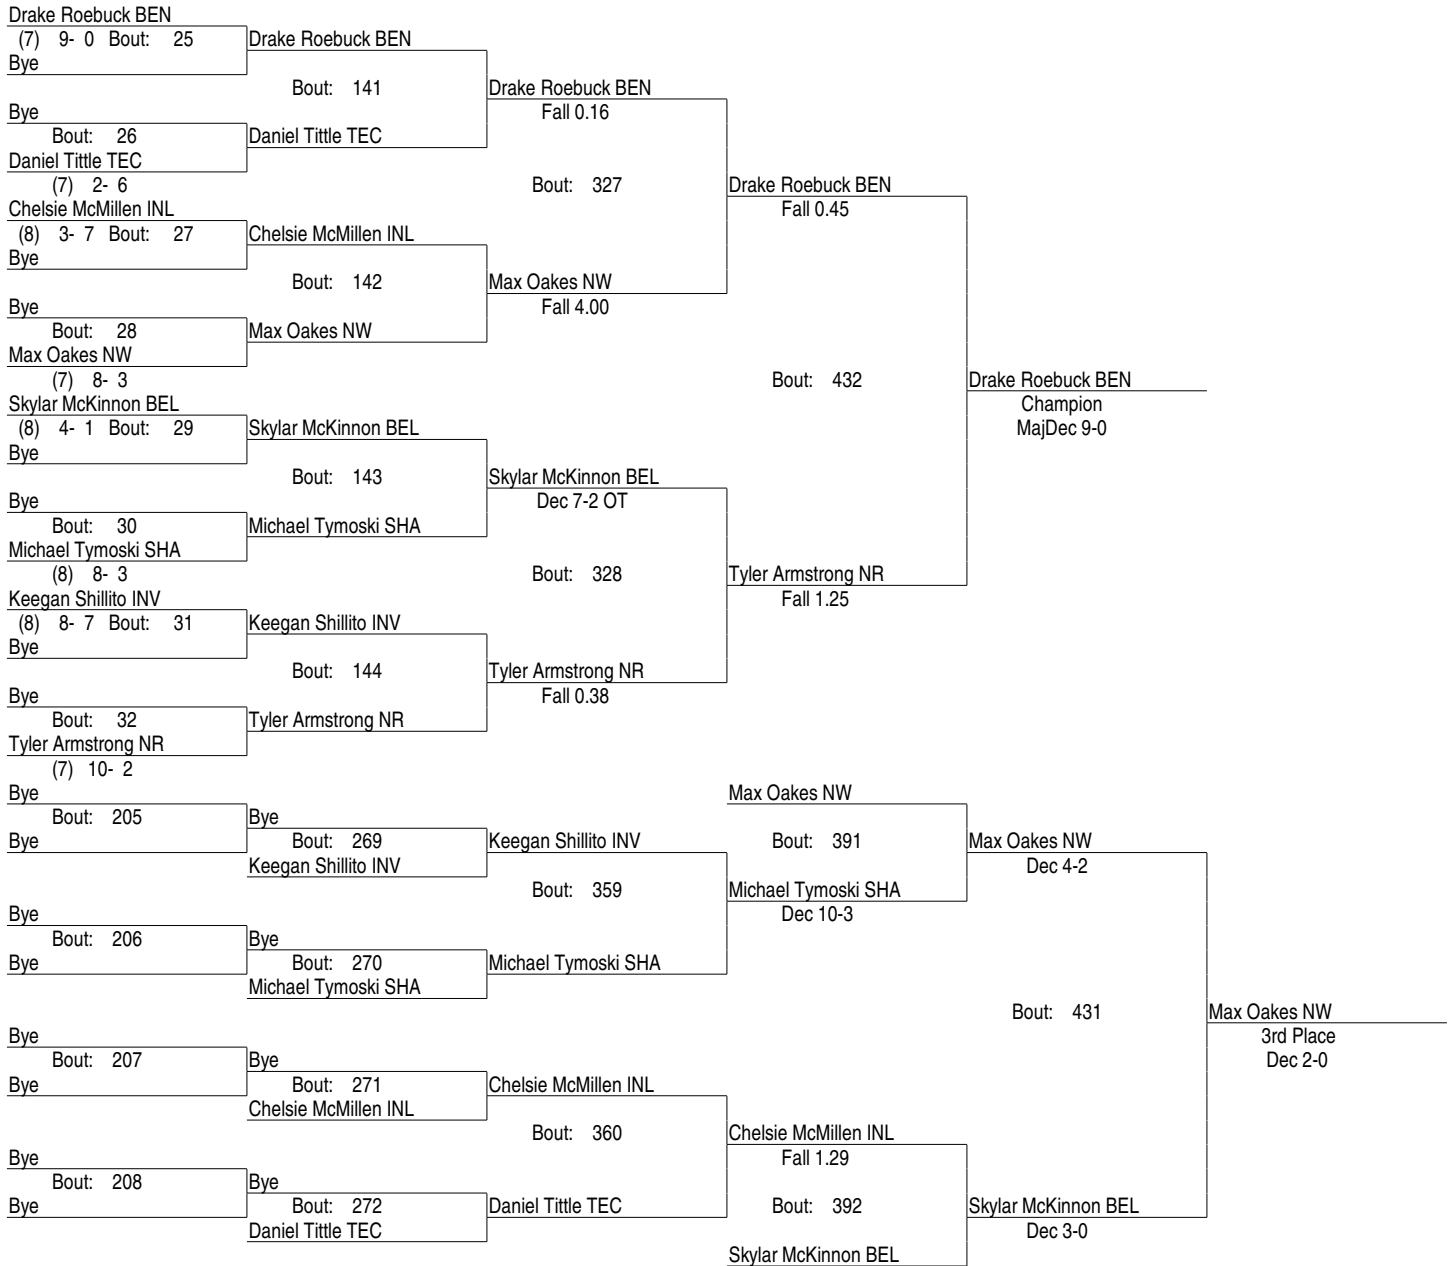 Drake Roebuck BEN
(7) 9- 0 Bout: 25 Drake Roebuck BEN
Bye
Bout: 141 Drake Roebuck BEN
Bye Fall 0.16
Bout: 26 Daniel Tittle TEC
Daniel Tittle TEC
(7) 2- 6 Bout: 327 Drake Roebuck BEN
Chelsie McMillen INL Fall 0.45
(8) 3- 7 Bout: 27 Chelsie McMillen INL
Bye
Bout: 142 Max Oakes NW
Bye Fall 4.00
Bout: 28 Max Oakes NW
Max Oakes NW
(7) 8- 3 Bout: 432 Drake Roebuck BEN
Skylar McKinnon BEL Champion
(8) 4- 1 Bout: 29 Skylar McKinnon BEL MajDec 9-0
Bye
Bout: 143 Skylar McKinnon BEL
Bye Dec 7-2 OT
Bout: 30 Michael Tymoski SHA
Michael Tymoski SHA
(8) 8- 3 Bout: 328 Tyler Armstrong NR
Keegan Shillito INV Fall 1.25
(8) 8- 7 Bout: 31 Keegan Shillito INV
Bye
Bout: 144 Tyler Armstrong NR
Bye Fall 0.38
Bout: 32 Tyler Armstrong NR
Tyler Armstrong NR
(7) 10- 2
Bye Max Oakes NW
Bout: 205 Bye
Bye Bout: 269 Keegan Shillito INV Bout: 391 Max Oakes NW
Keegan Shillito INV Dec 4-2
Bout: 359 Michael Tymoski SHA
Bye Dec 10-3
Bout: 206 Bye
Bye Bout: 270 Michael Tymoski SHA
Michael Tymoski SHA
Bout: 431 Max Oakes NW
Bye 3rd Place
Bout: 207 Bye Dec 2-0
Bye Bout: 271 Chelsie McMillen INL
Chelsie McMillen INL
Bout: 360 Chelsie McMillen INL
Bye Fall 1.29
Bout: 208 Bye
Bye Bout: 272 Daniel Tittle TEC Bout: 392 Skylar McKinnon BEL
Daniel Tittle TEC Dec 3-0
Skylar McKinnon BEL